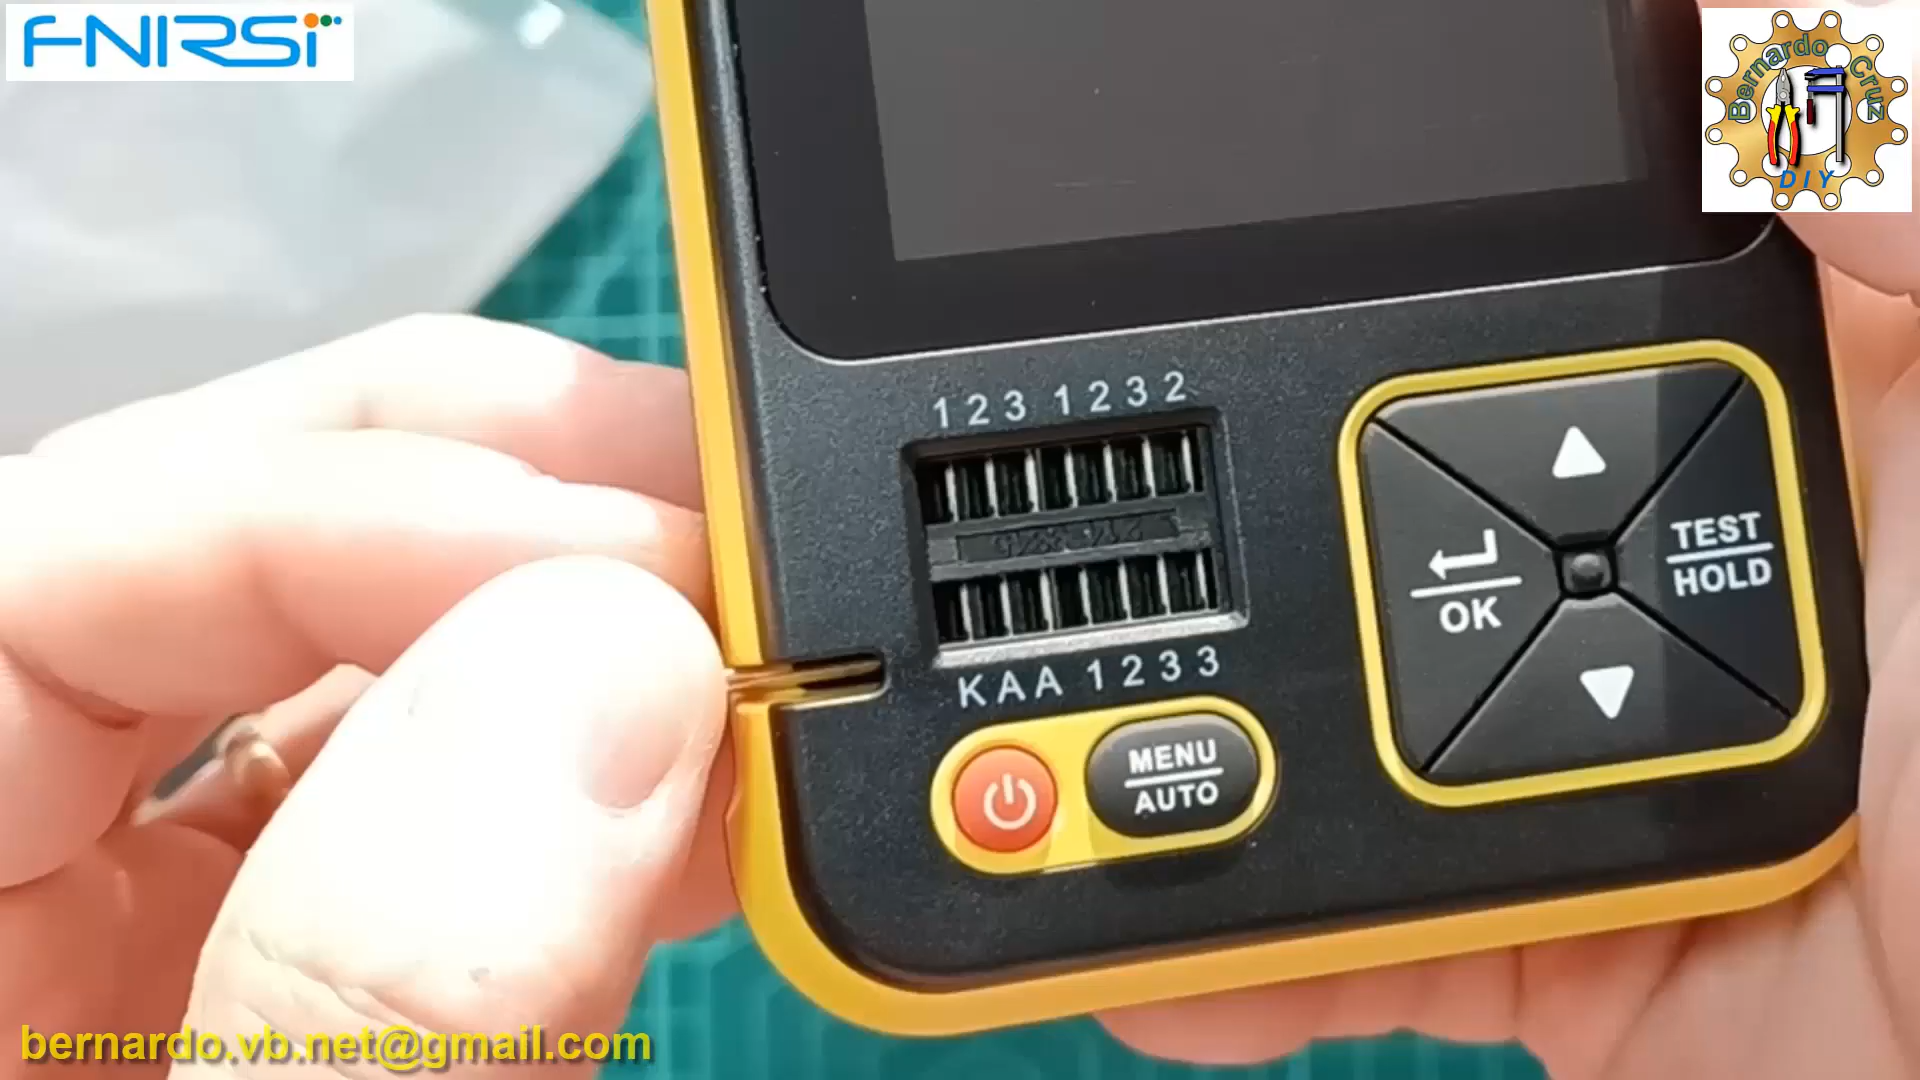 FNIRSI
Bernardo Cruz
DIY
1 2 3 1 2 3 2
K A A 1 2 3 3
OK
TEST
HOLD
MENU
AUTO
bernardo.vb.net@gmail.com